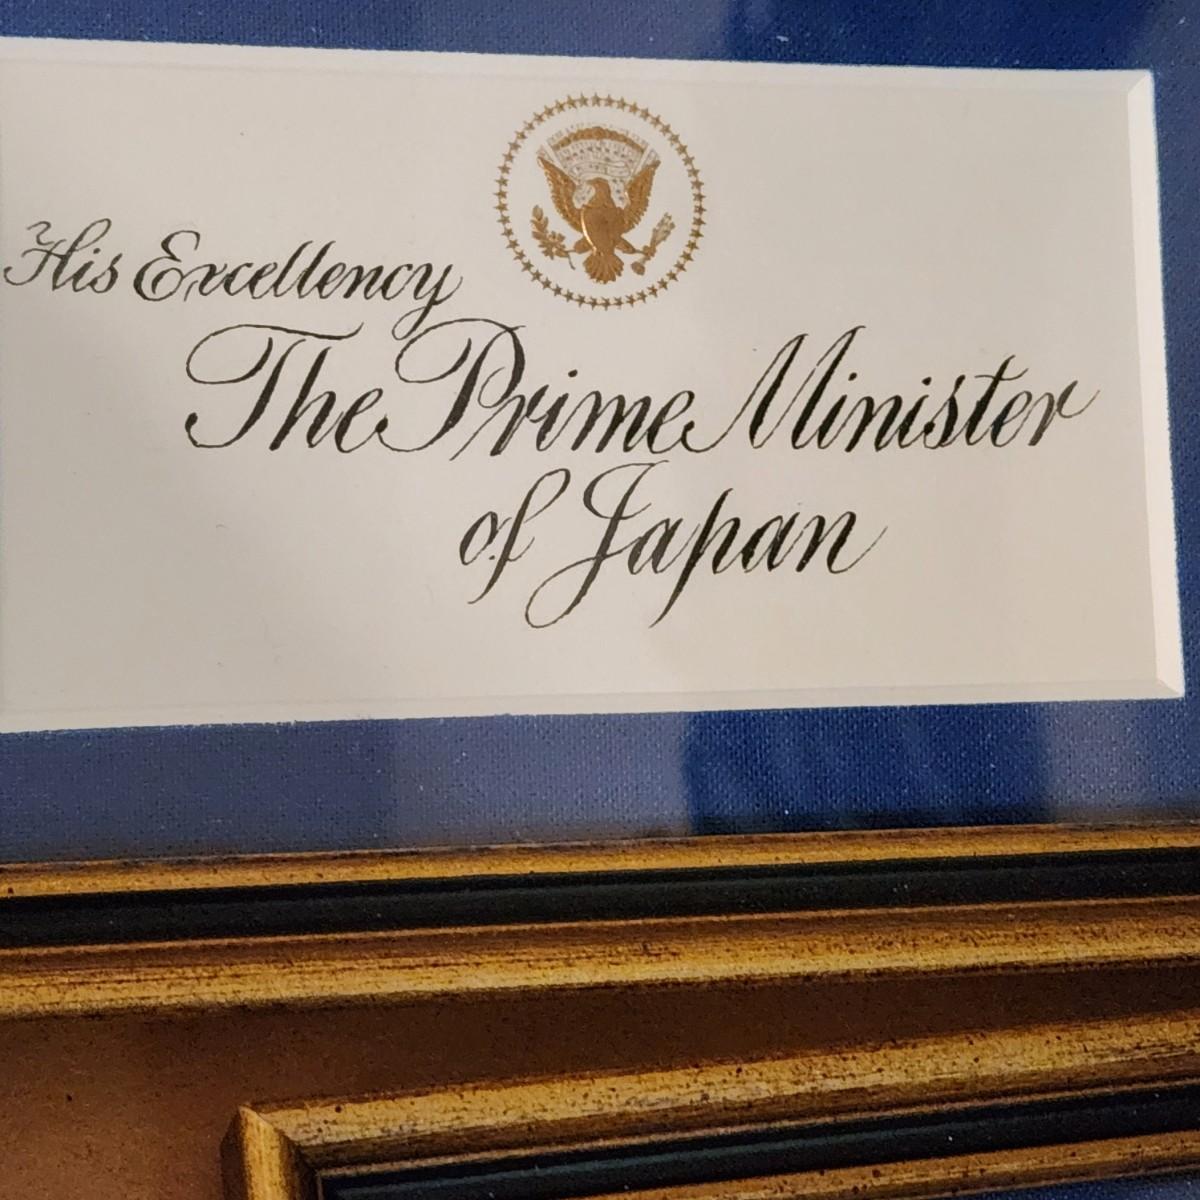 His Excellency
The Prime Minister
of Japan